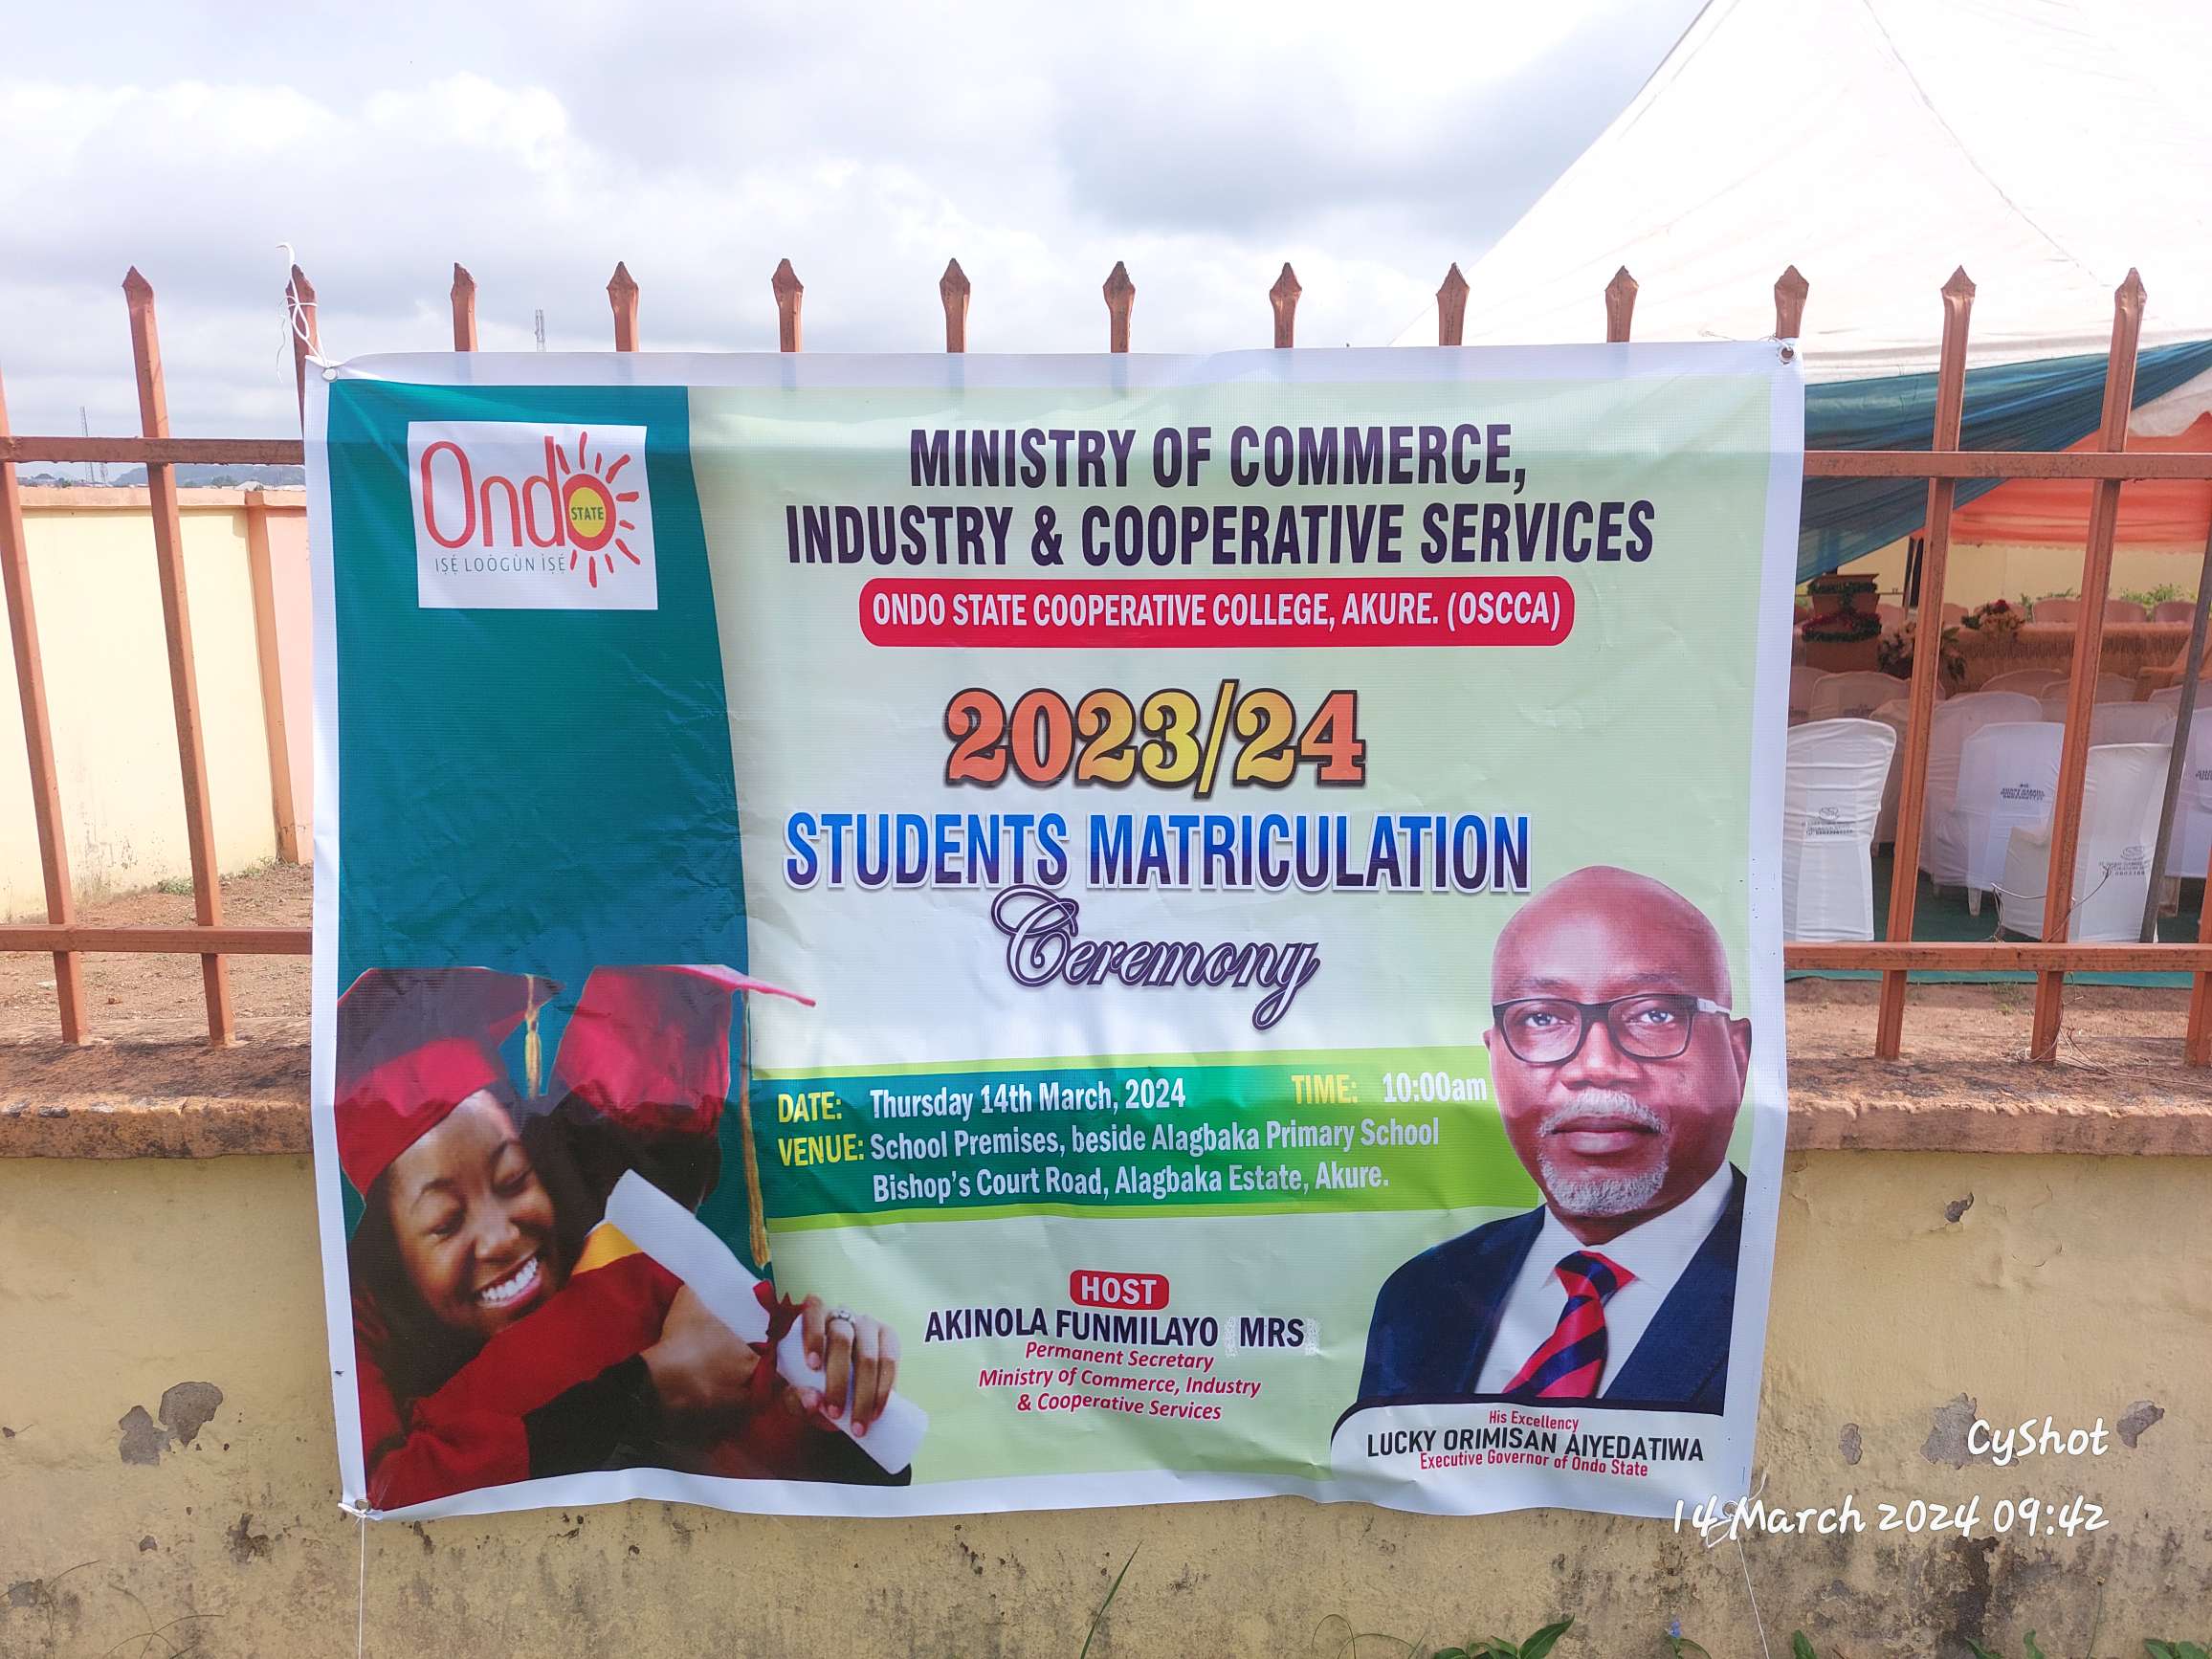 Ondo
STATE
IṢẸ́ LOÒGÙN ÌṢẸ́
MINISTRY OF COMMERCE,
INDUSTRY & COOPERATIVE SERVICES
ONDO STATE COOPERATIVE COLLEGE, AKURE. (OSCCA)
2023/24
STUDENTS MATRICULATION
Ceremony
DATE: Thursday 14th March, 2024 TIME: 10:00am
VENUE: School Premises, beside Alagbaka Primary School
Bishop's Court Road, Alagbaka Estate, Akure.
HOST
AKINOLA FUNMILAYO (MRS)
Permanent Secretary
Ministry of Commerce, Industry
& Cooperative Services
His Excellency
LUCKY ORIMISAN AIYEDATIWA
Executive Governor of Ondo State
CyShot
14 March 2024 09:42